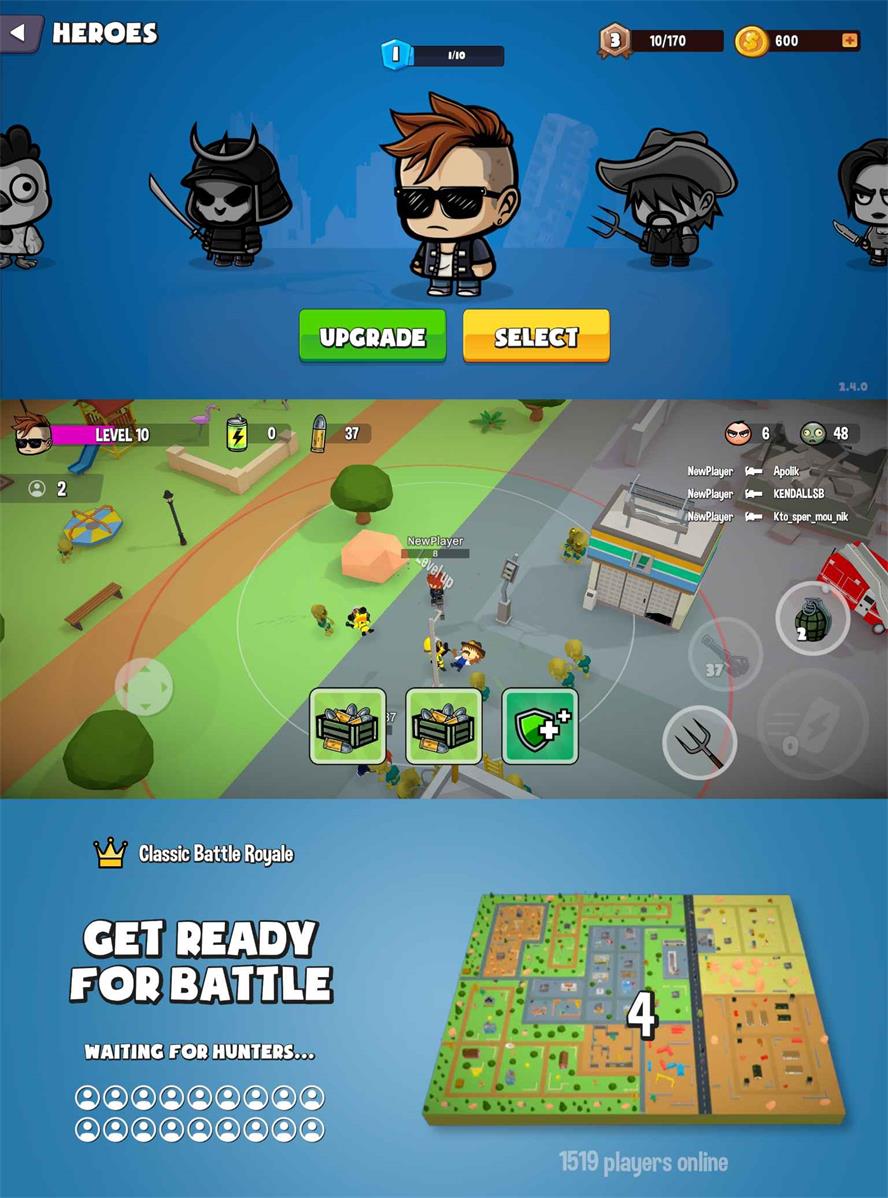 HEROES
1
1/10
3
10/170
600
UPGRADE
SELECT
2.4.0
LEVEL 10
0
37
6
48
2
NewPlayer Apolik
NewPlayer KENDALLSB
NewPlayer Kto_sper_mou_nik
NewPlayer
8
Level up
2
37
37
0
Classic Battle Royale
GET READY
FOR BATTLE
4
WAITING FOR HUNTERS...
1519 players online